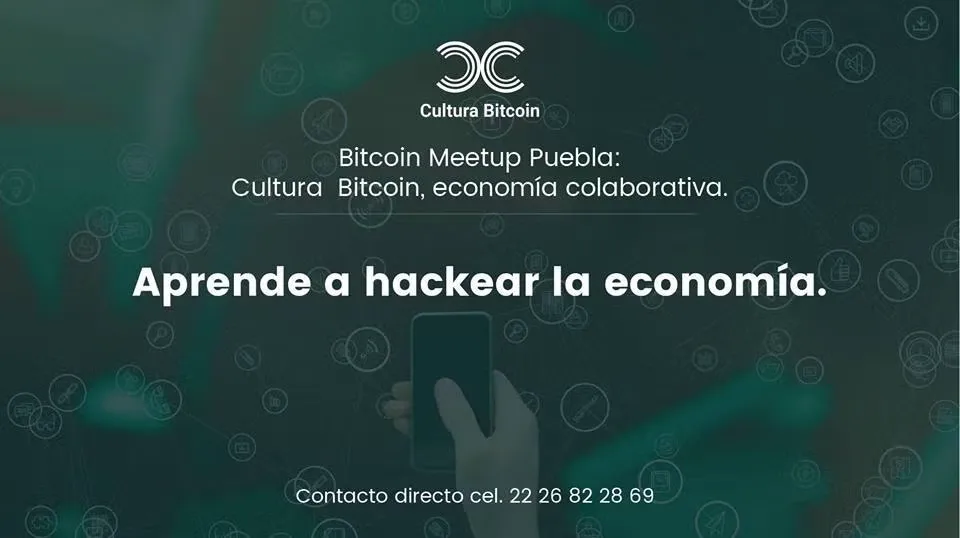 Cultura Bitcoin
Bitcoin Meetup Puebla:
Cultura Bitcoin, economía colaborativa.
Aprende a hackear la economía.
Contacto directo cel. 22 26 82 28 69